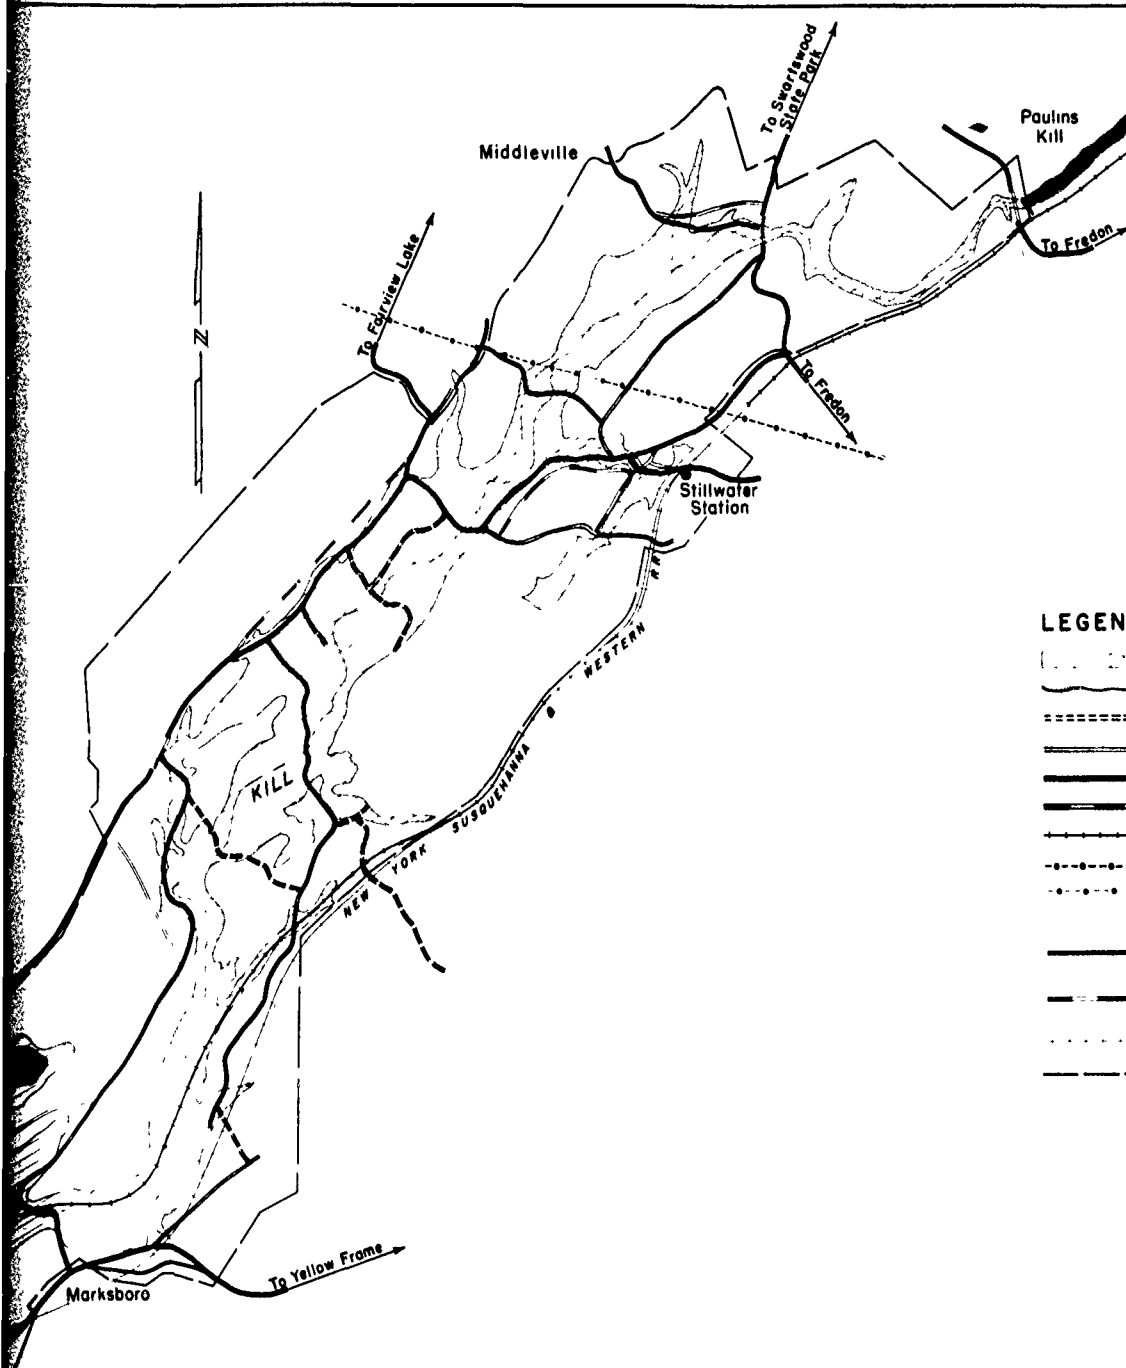 To Swartswood
State Park
Paulins
Kill
Middleville
To Fredon
To Fairview Lake
N
To Fredon
Stillwater
Station
RR
WESTERN
LEGEN
SUSQUEHANNA
KILL
YORK
NEW
To Yellow Frame
Marksboro